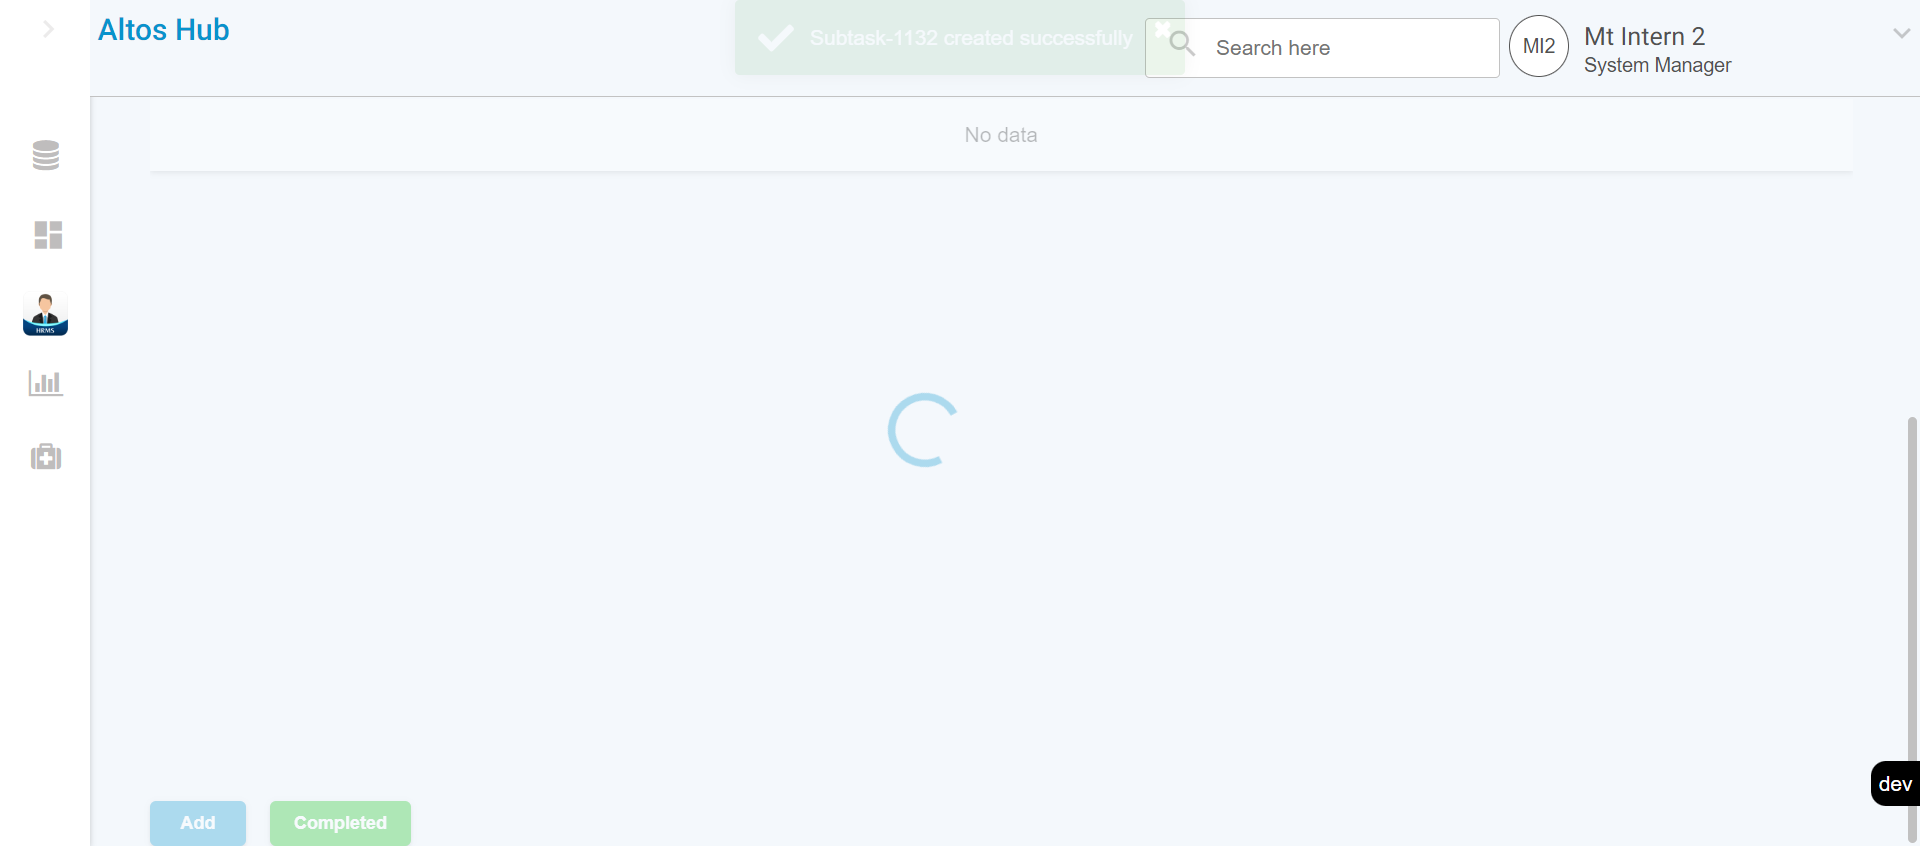 Altos Hub
Subtask-1132 created successfully
Search here
MI2
Mt Intern 2
System Manager
No data
HRMS
dev
Add
Completed